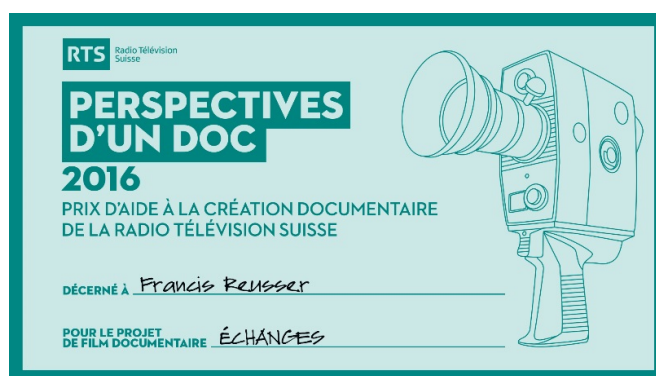 RTS Radio Télévision
Suisse
PERSPECTIVES
D'UN DOC
2016
PRIX D'AIDE À LA CRÉATION DOCUMENTAIRE
DE LA RADIO TÉLÉVISION SUISSE
DÉCERNÉ À Francis Reusser
POUR LE PROJET
DE FILM DOCUMENTAIRE ÉCHANGES